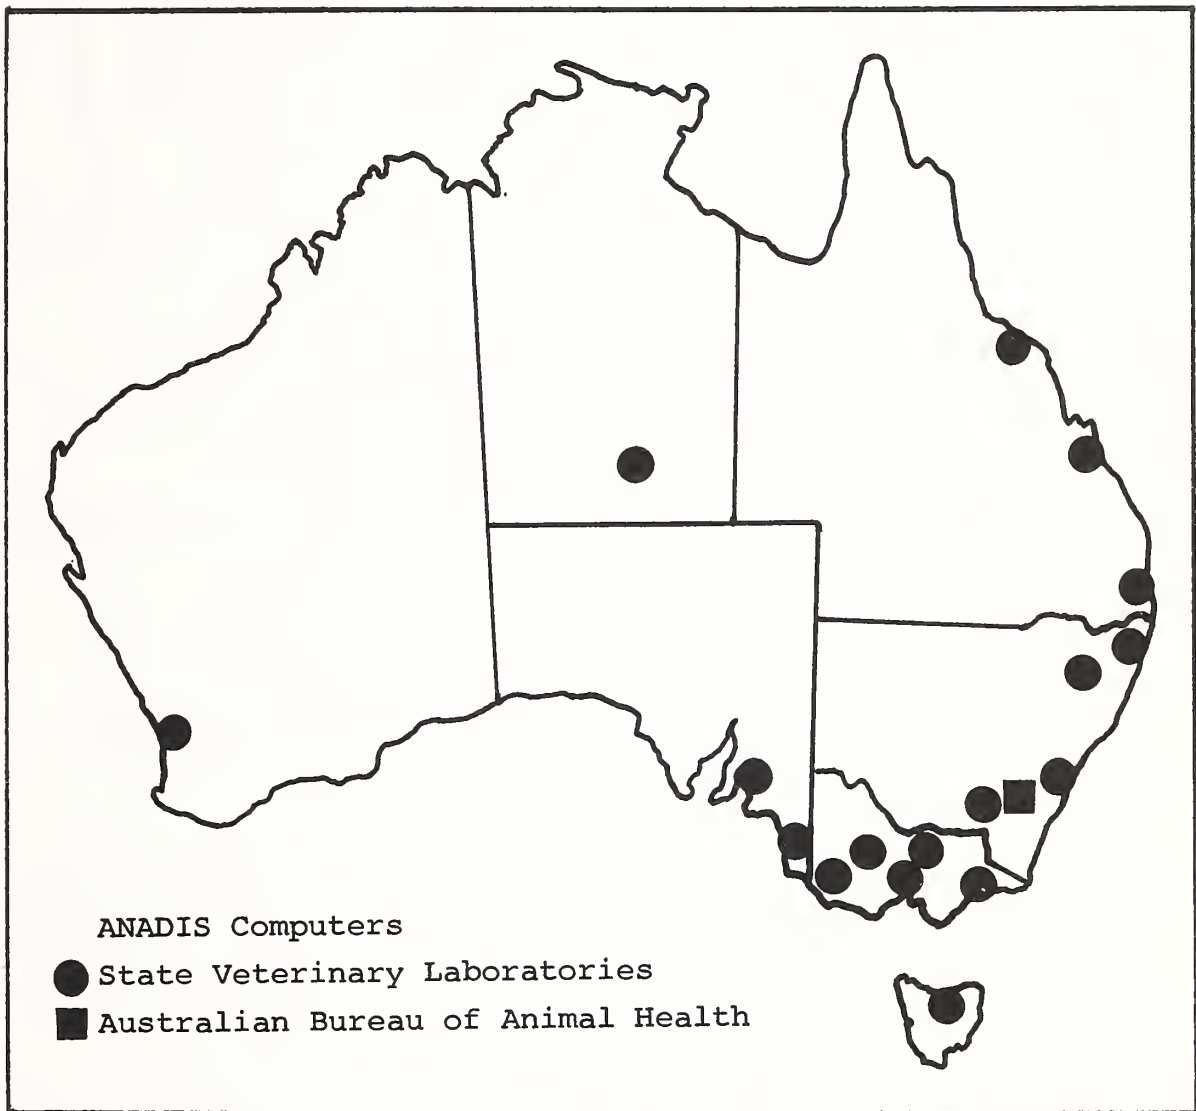 ANADIS Computers
State Veterinary Laboratories
Australian Bureau of Animal Health